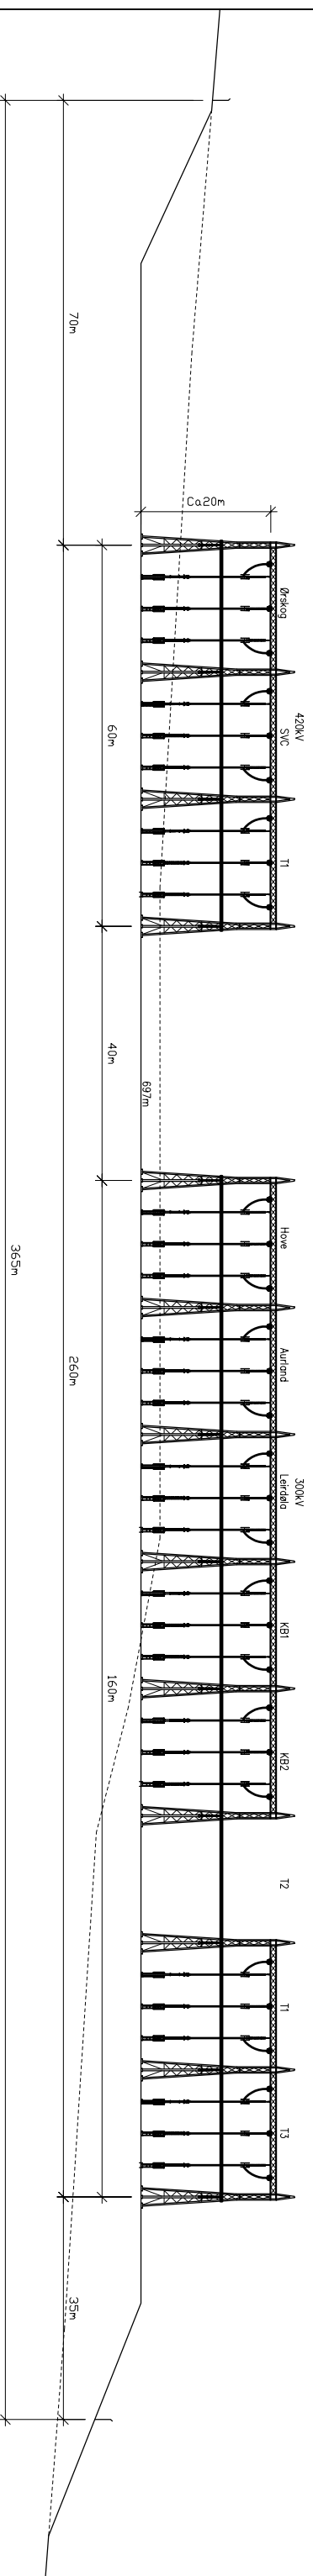 420kV
Ørskog
SVC
T1
300kV
Hove
Aurland
Leirdøla
KB1
KB2
T2
T1
T3
Ca20m
697m
60m
40m
160m
70m
260m
35m
365m